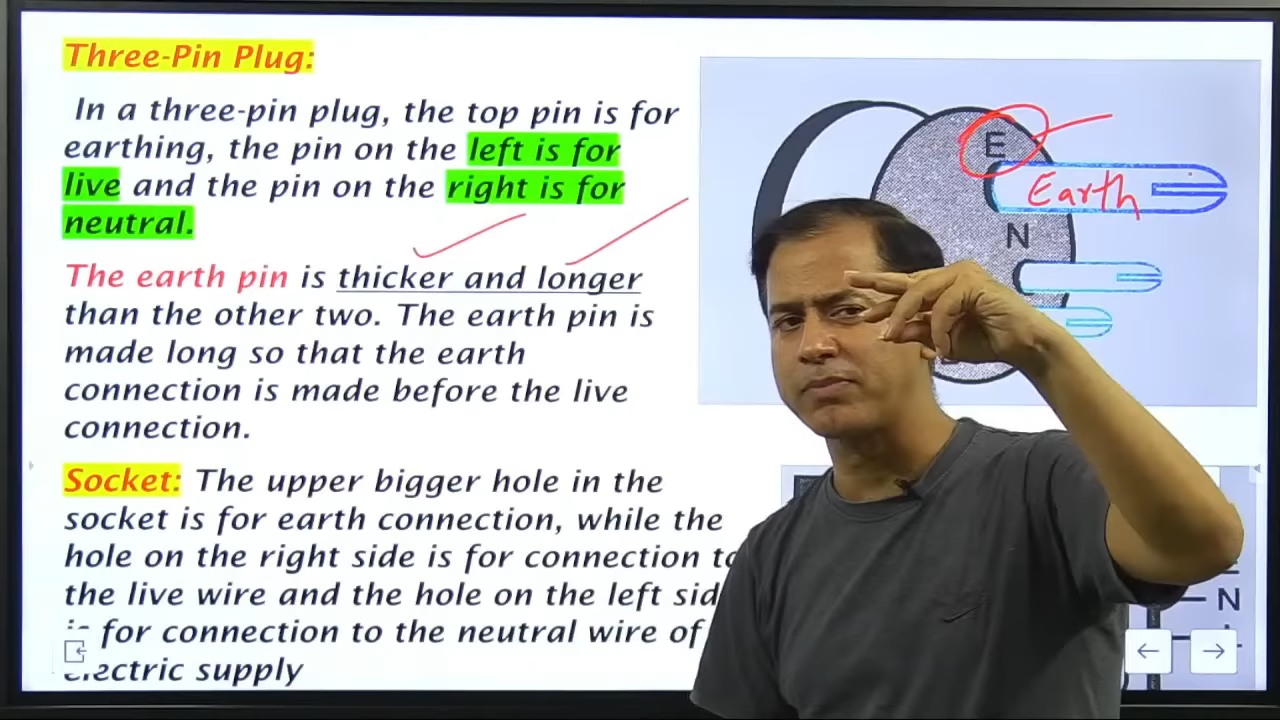 Three-Pin Plug:
In a three-pin plug, the top pin is for
earthing, the pin on the left is for
live and the pin on the right is for
neutral.
The earth pin is thicker and longer
than the other two. The earth pin is
made long so that the earth
connection is made before the live
connection.
Socket: The upper bigger hole in the
socket is for earth connection, while the
hole on the right side is for connection to
the live wire and the hole on the left
for connection to the neutral wire of
electric supply
E
Earth
N
N